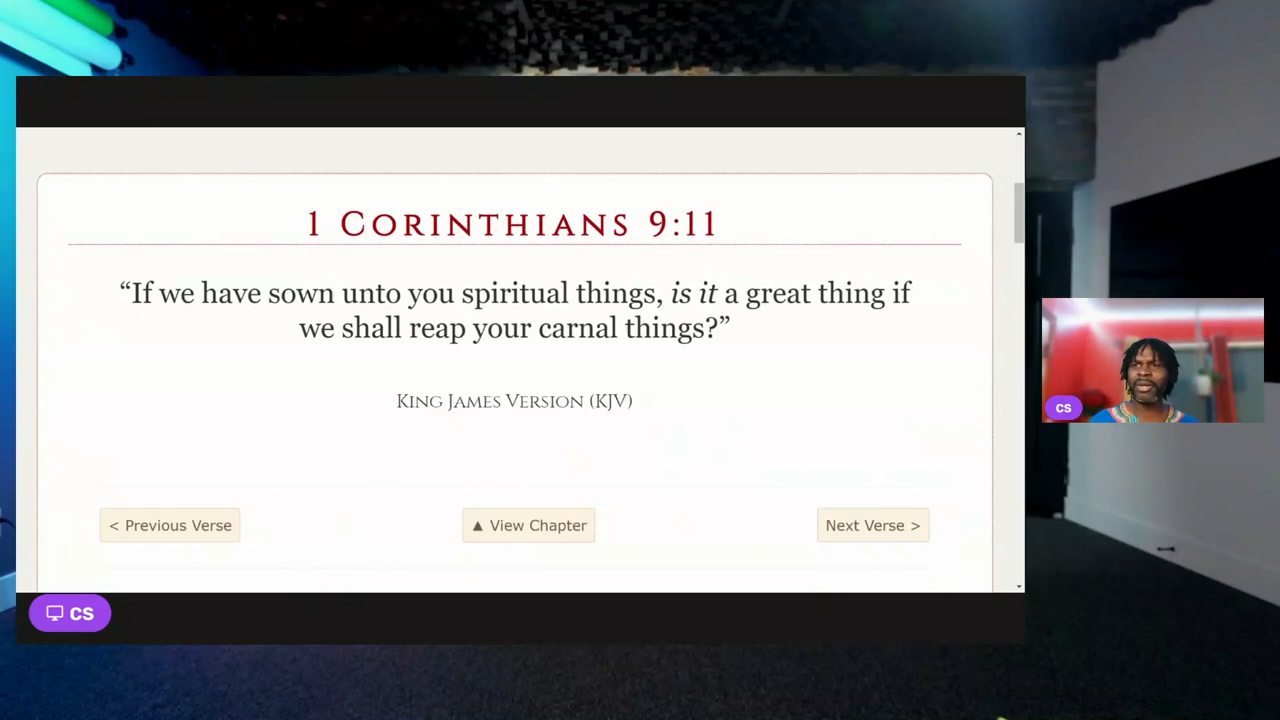 1 Corinthians 9:11
“If we have sown unto you spiritual things, is it a great thing if
we shall reap your carnal things?”
King James Version (KJV)
< Previous Verse
▲ View Chapter
Next Verse >
CS
CS